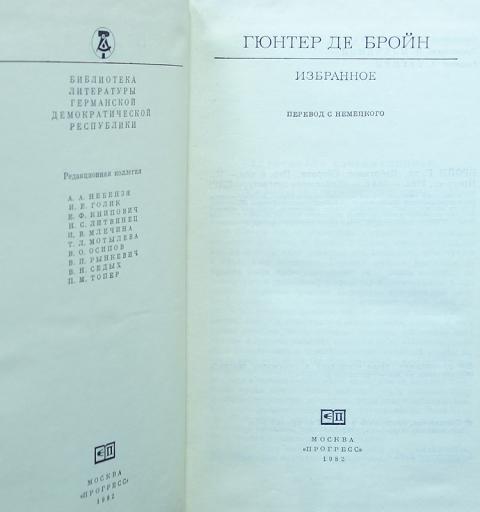 БИБЛИОТЕКА
ЛИТЕРАТУРЫ
ГЕРМАНСКОЙ
ДЕМОКРАТИЧЕСКОЙ
РЕСПУБЛИКИ
Редакционная коллегия
А. А. НЕБЕНЗЯ
И. Е. ГОЛИК
Е. Ф. КНИПОВИЧ
Н. С. ЛИТВИНЕЦ
И. В. МЛЕЧИНА
Т. Л. МОТЫЛЕВА
В. О. ОСИПОВ
В. П. РЫНКЕВИЧ
В. Н. СЕДЫХ
П. М. ТОПЕР
МОСКВА
«ПРОГРЕСС»
1982
ГЮНТЕР ДЕ БРОЙН
ИЗБРАННОЕ
ПЕРЕВОД С НЕМЕЦКОГО
МОСКВА
«ПРОГРЕСС»
1982